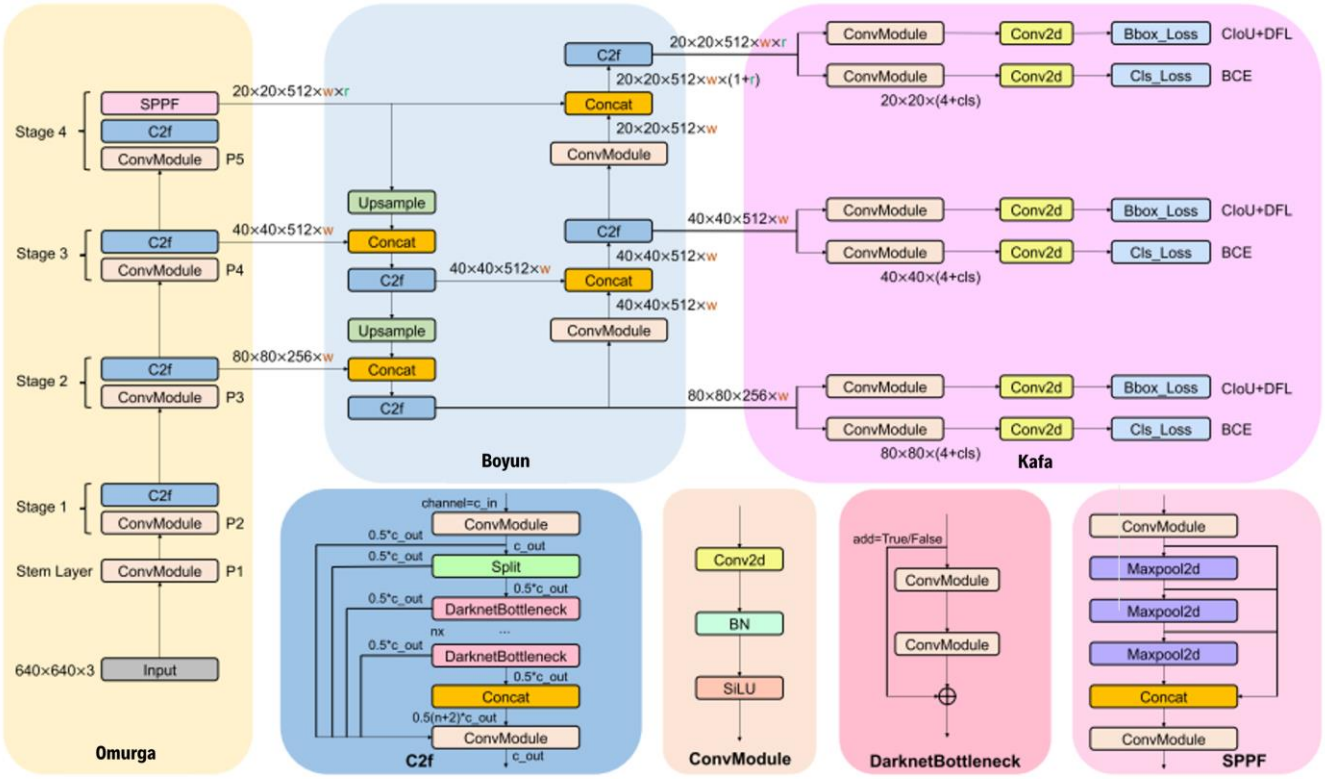 SPPF
Stage 4
C2f
ConvModule
P5
C2f
Stage 3
ConvModule
P4
C2f
Stage 2
ConvModule
P3
C2f
Stage 1
ConvModule
P2
Stem Layer
ConvModule
P1
640×640×3
Input
Omurga
20×20×512×w×r
40×40×512×w
80×80×256×w
Upsample
Concat
C2f
Upsample
Concat
C2f
40×40×512×w
C2f
20×20×512×w×(1+r)
Concat
20×20×512×w
ConvModule
C2f
40×40×512×w
Concat
40×40×512×w
ConvModule
Boyun
20×20×512×w×r
40×40×512×w
80×80×256×w
ConvModule
Conv2d
Bbox_Loss
CIoU+DFL
ConvModule
Conv2d
Cls_Loss
BCE
20×20×(4+cls)
ConvModule
Conv2d
Bbox_Loss
CIoU+DFL
ConvModule
Conv2d
Cls_Loss
BCE
40×40×(4+cls)
ConvModule
Conv2d
Bbox_Loss
CIoU+DFL
ConvModule
Conv2d
Cls_Loss
BCE
80×80×(4+cls)
Kafa
channel=c_in
ConvModule
0.5*c_out
c_out
0.5*c_out
Split
0.5*c_out
0.5*c_out
DarknetBottleneck
nx
...
0.5*c_out
DarknetBottleneck
0.5*c_out
Concat
0.5(n+2)*c_out
ConvModule
c_out
C2f
Conv2d
BN
SiLU
ConvModule
add=True/False
ConvModule
ConvModule
DarknetBottleneck
ConvModule
Maxpool2d
Maxpool2d
Maxpool2d
Concat
ConvModule
SPPF